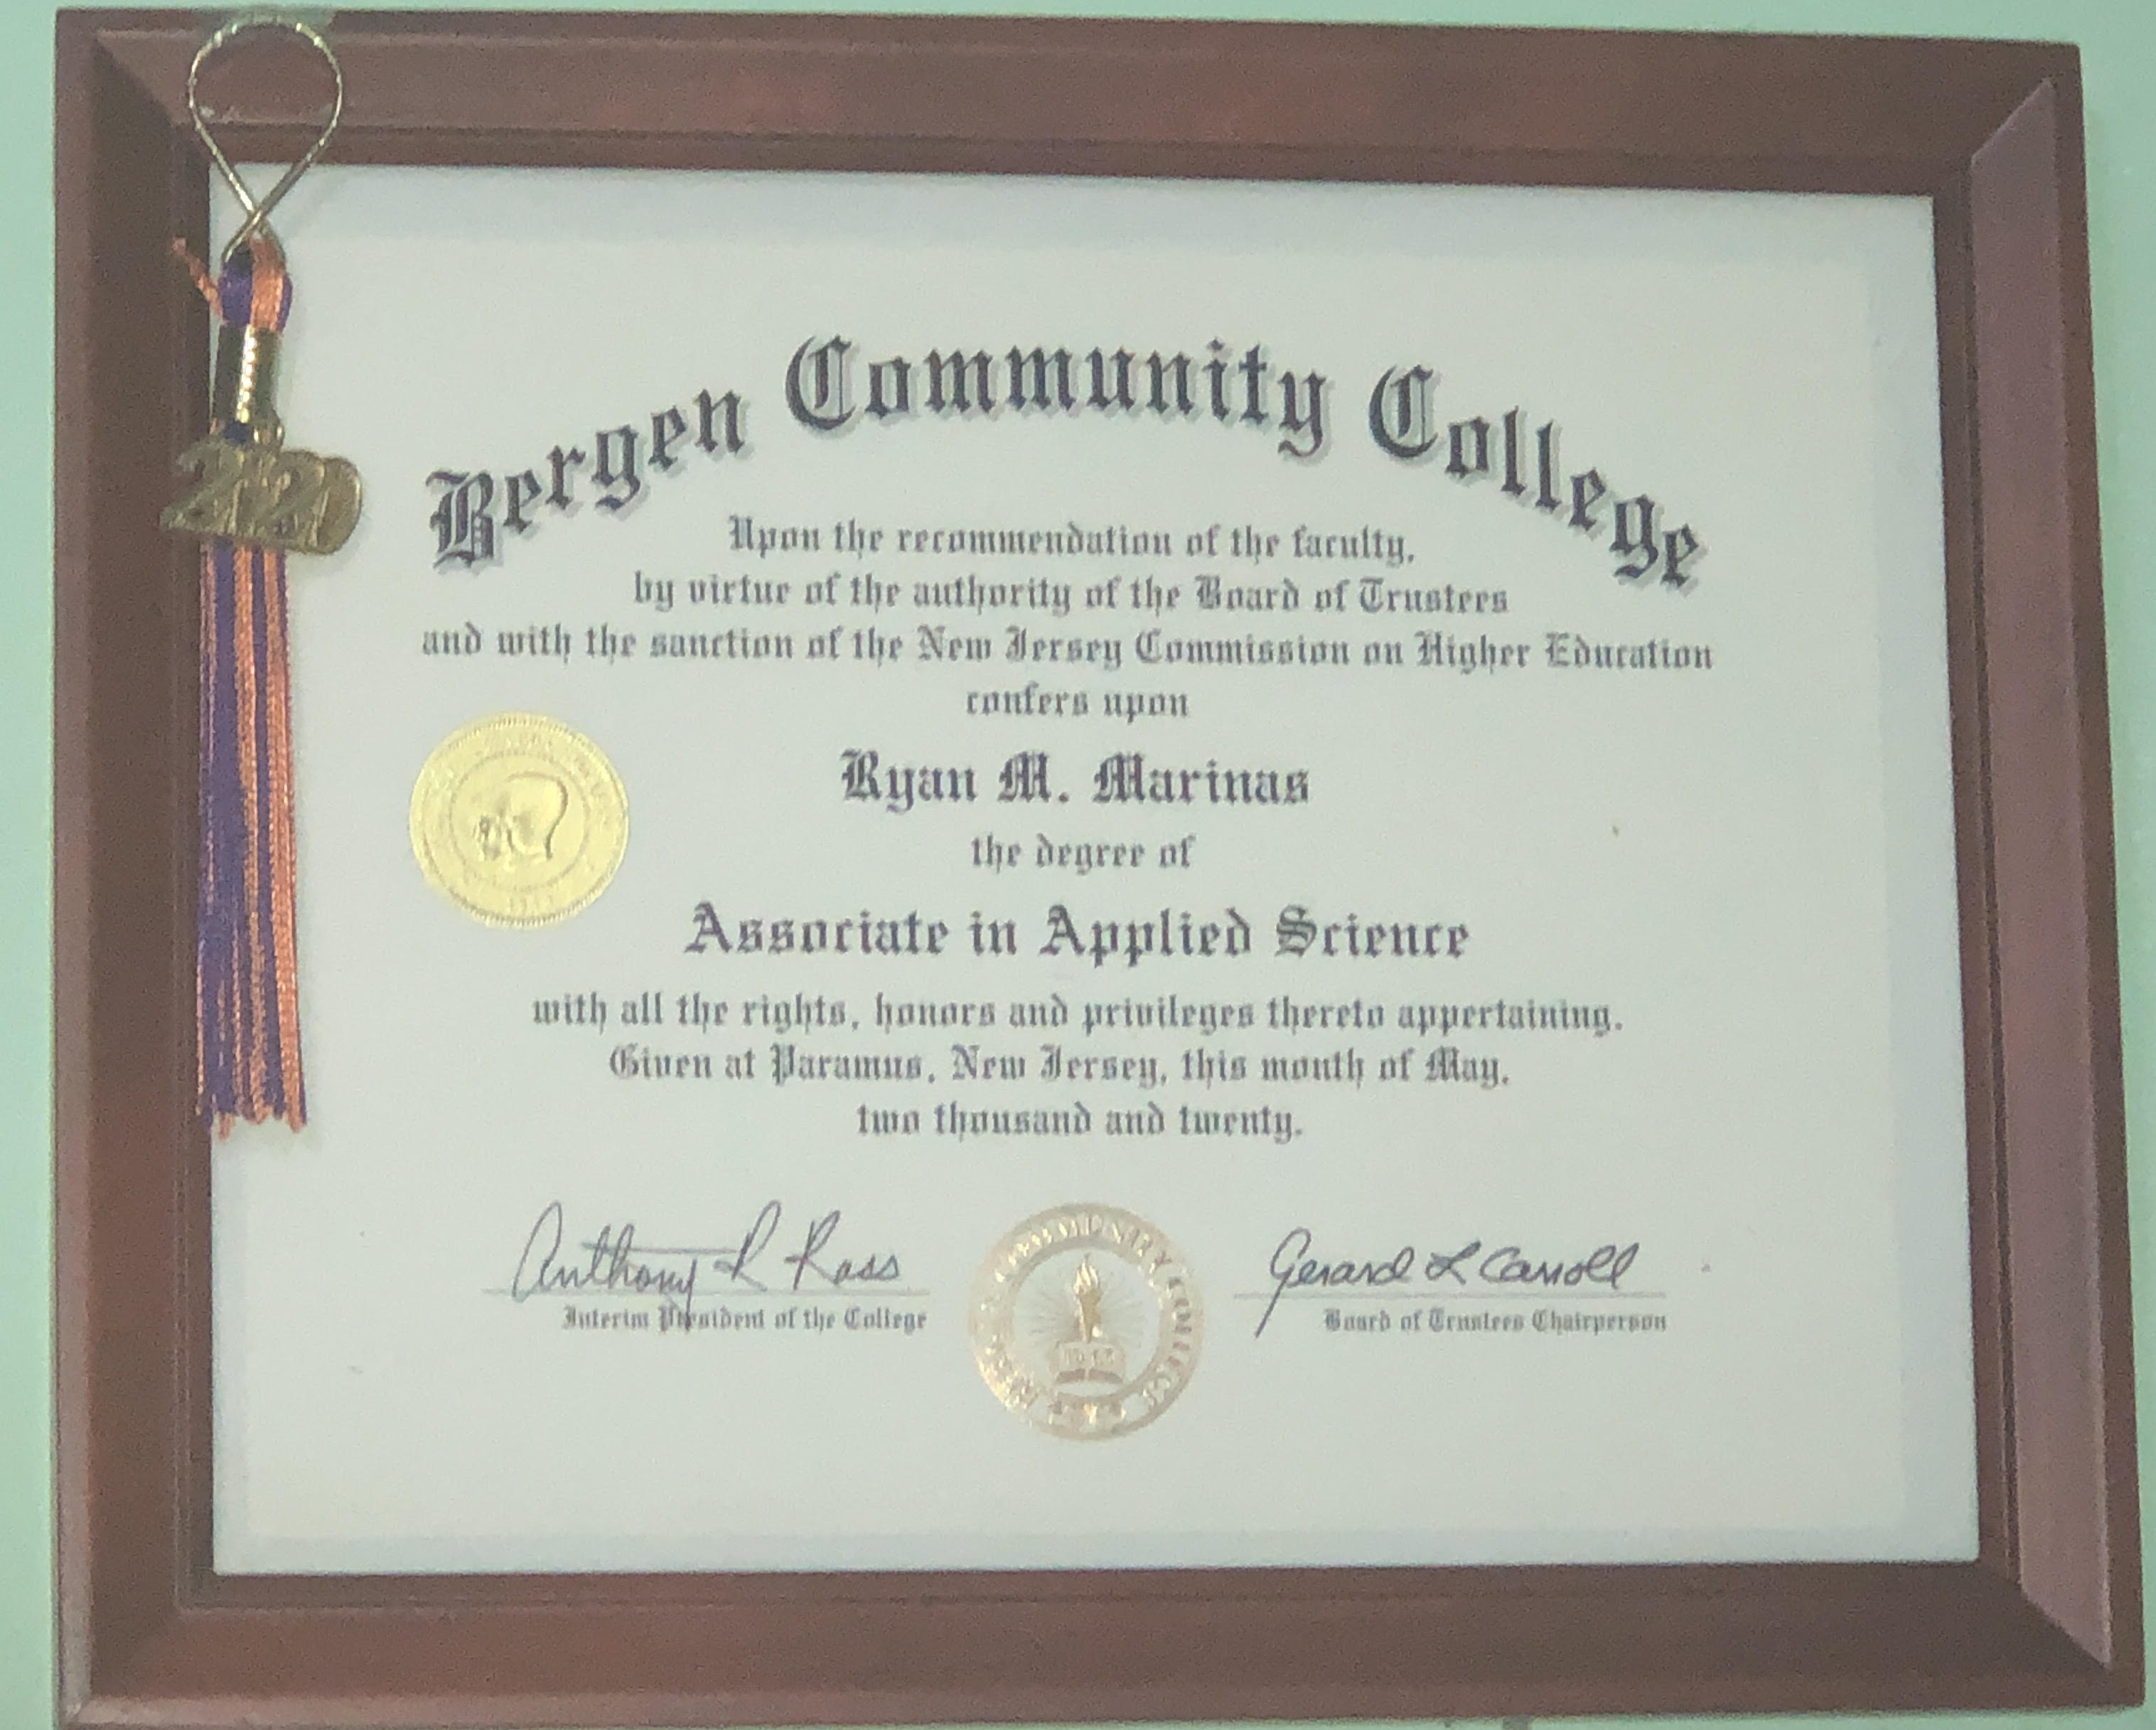 2020
Bergen Community College
Upon the recommendation of the faculty,
by virtue of the authority of the Board of Trustees
and with the sanction of the New Jersey Commission on Higher Education
confers upon
Ryan M. Marinas
the degree of
Associate in Applied Science
with all the rights, honors and privileges thereto appertaining.
Given at Paramus, New Jersey, this month of May,
two thousand and twenty.
Anthony R Ross
Interim President of the College
Gerard L Carroll
Board of Trustees Chairperson
COMMUNITY COLLEGE